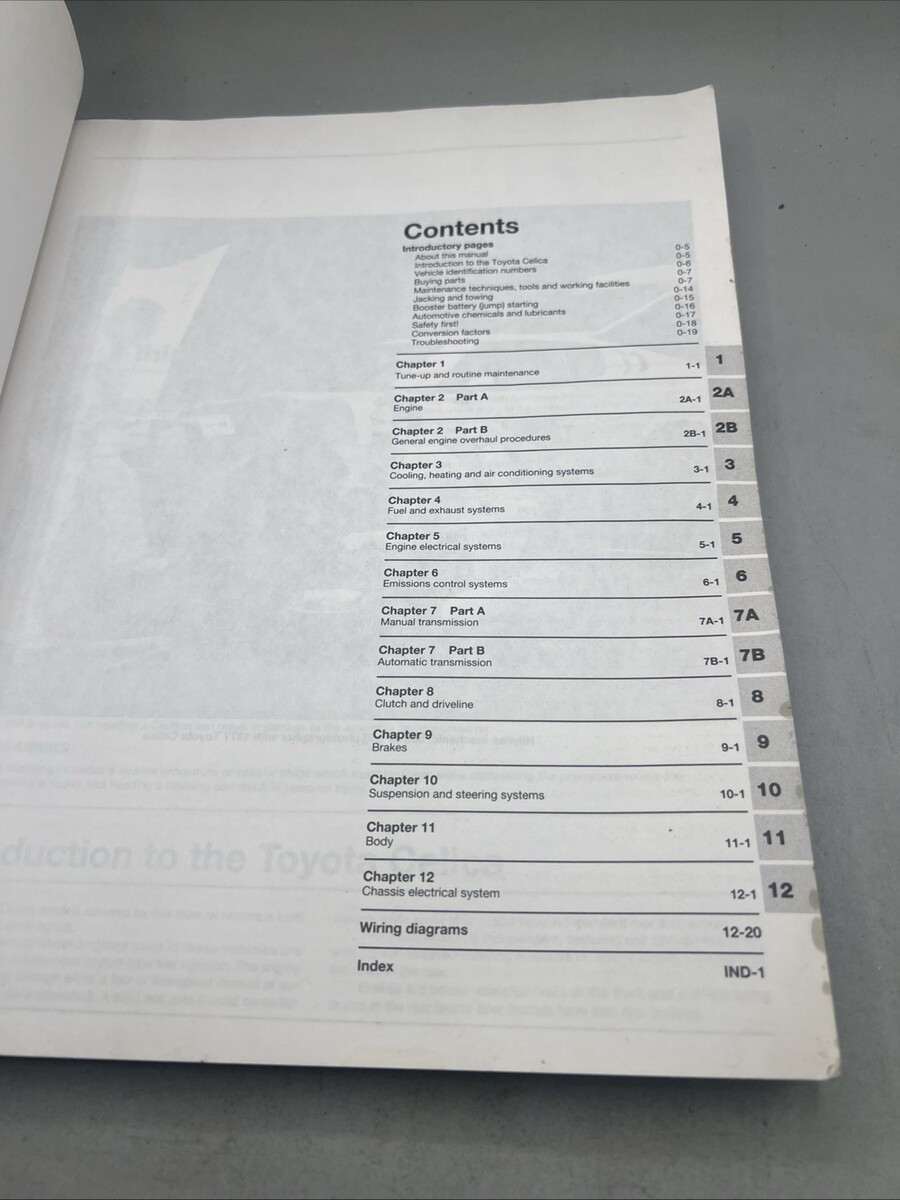 Contents
Introductory pages
About this manual 0-5
Introduction to the Toyota Celica 0-5
Vehicle identification numbers 0-6
Buying parts 0-7
Maintenance techniques, tools and working facilities 0-7
Jacking and towing 0-14
Booster battery (jump) starting 0-15
Automotive chemicals and lubricants 0-16
Safety first! 0-17
Conversion factors 0-18
Troubleshooting 0-19
Chapter 1
Tune-up and routine maintenance 1-1 1
Chapter 2 Part A
Engine 2A-1 2A
Chapter 2 Part B
General engine overhaul procedures 2B-1 2B
Chapter 3
Cooling, heating and air conditioning systems 3-1 3
Chapter 4
Fuel and exhaust systems 4-1 4
Chapter 5
Engine electrical systems 5-1 5
Chapter 6
Emissions control systems 6-1 6
Chapter 7 Part A
Manual transmission 7A-1 7A
Chapter 7 Part B
Automatic transmission 7B-1 7B
Chapter 8
Clutch and driveline 8-1 8
Chapter 9
Brakes 9-1 9
Chapter 10
Suspension and steering systems 10-1 10
Chapter 11
Body 11-1 11
Chapter 12
Chassis electrical system 12-1 12
Wiring diagrams 12-20
Index IND-1
duction to the Toyota Celica